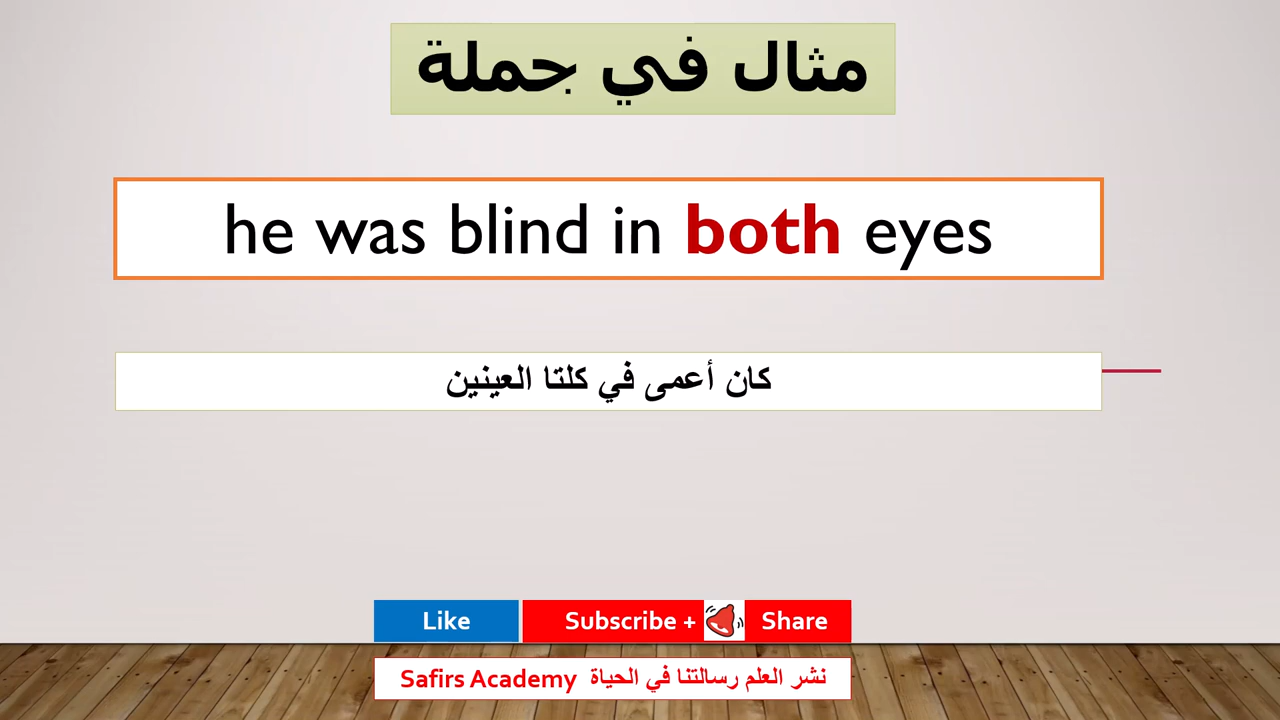 مثال في جملة
he was blind in both eyes
كان أعمى في كلتا العينين
Like Subscribe + Share
Safirs Academy نشر العلم رسالتنا في الحياة